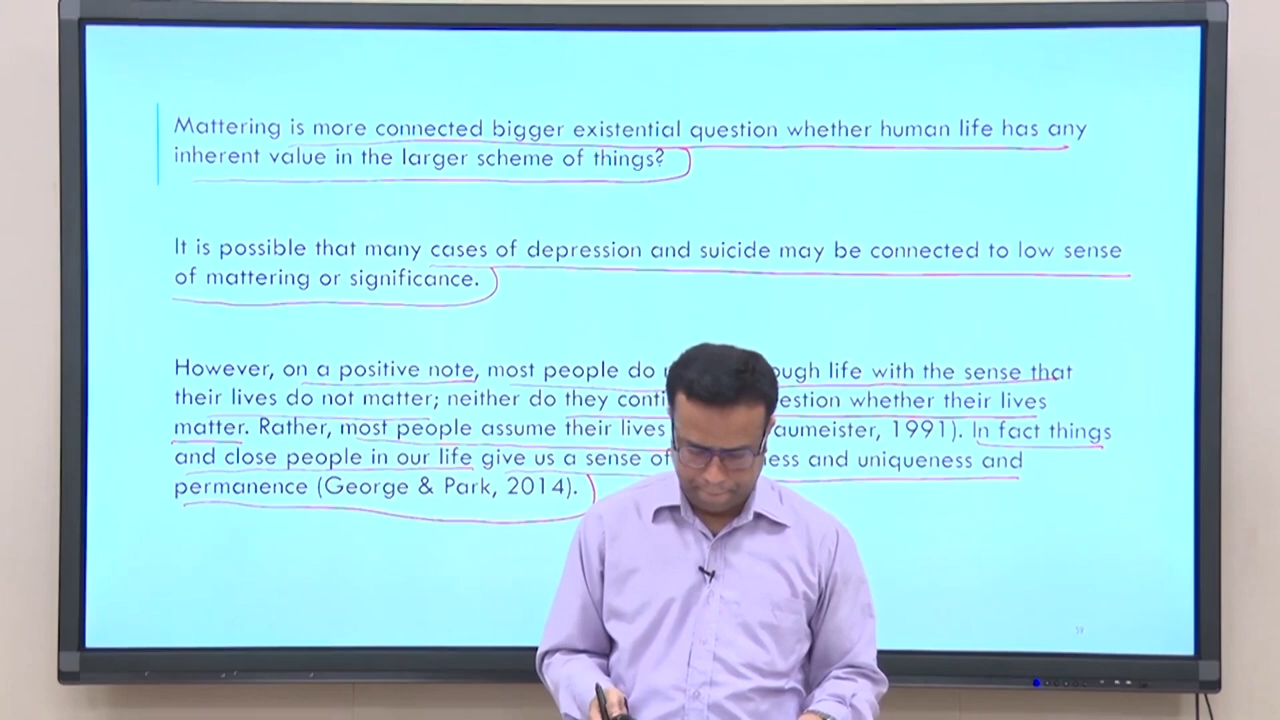 Mattering is more connected bigger existential question whether human life has any
inherent value in the larger scheme of things?
It is possible that many cases of depression and suicide may be connected to low sense
of mattering or significance.
However, on a positive note, most people do ough life with the sense that
their lives do not matter; neither do they conti estion whether their lives
matter. Rather, most people assume their lives aumeister, 1991). In fact things
and close people in our life give us a sense of ess and uniqueness and
permanence (George & Park, 2014).